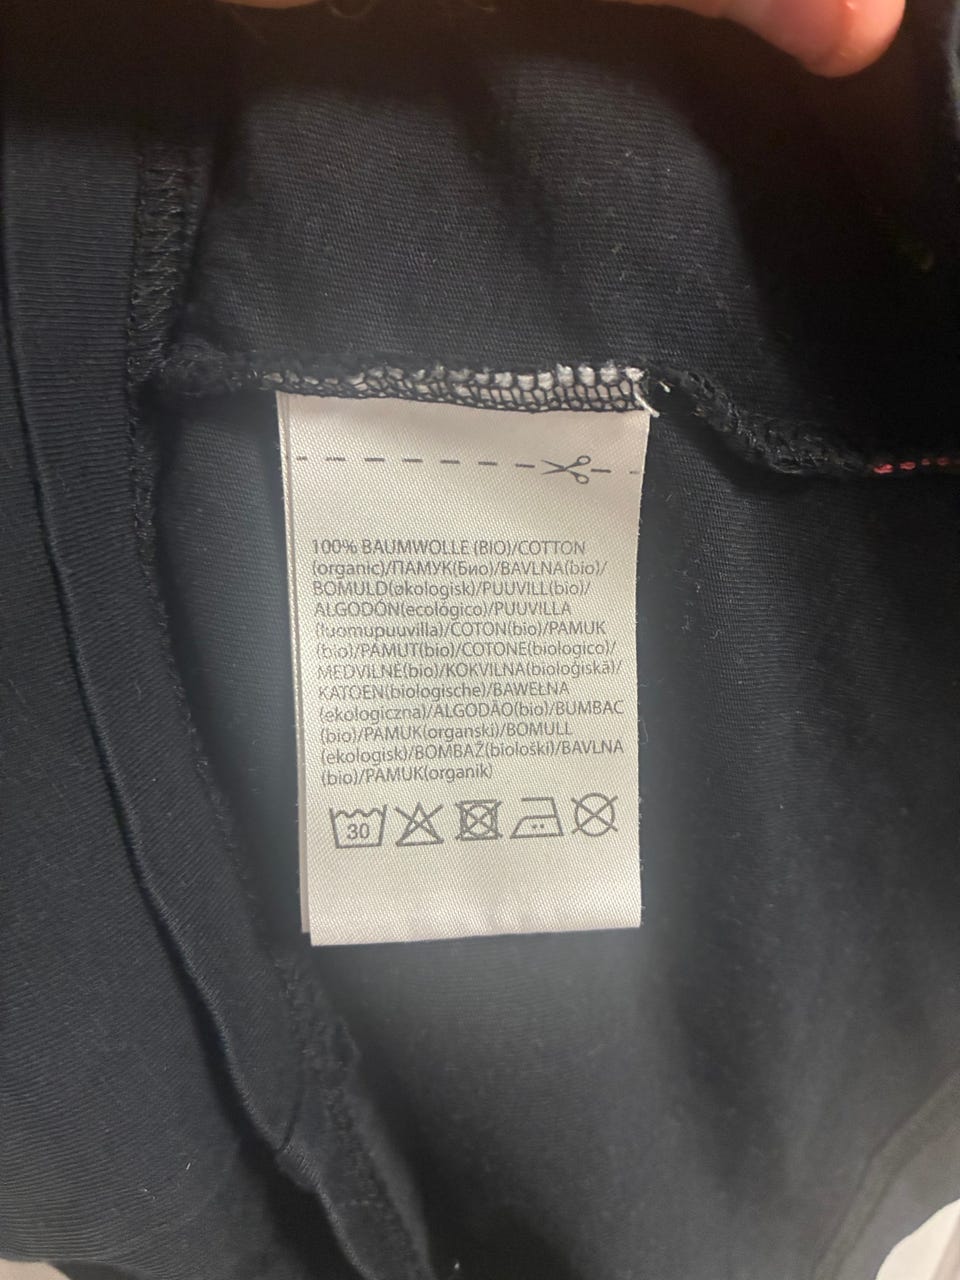 100% BAUMWOLLE (BIO)/COTTON
(organic)/ПАМУК(Био)/BAVLNA(bio)/
BOMULD(økologisk)/PUUVILL(bio)/
ALGODÓN(ecológico)/PUUVILLA
(luomupuuvilla)/COTON(bio)/PAMUK
(bio)/PAMUT(bio)/COTONE(biologico)/
MEDVILNĖ(bio)/KOKVILNA(bioloģiskā)/
KATOEN(biologische)/BAWEŁNA
(ekologiczna)/ALGODÃO(bio)/BUMBAC
(bio)/PAMUK(organski)/BOMULL
(ekologisk)/BOMBAŽ(biološki)/BAVLNA
(bio)/PAMUK(organik)
30